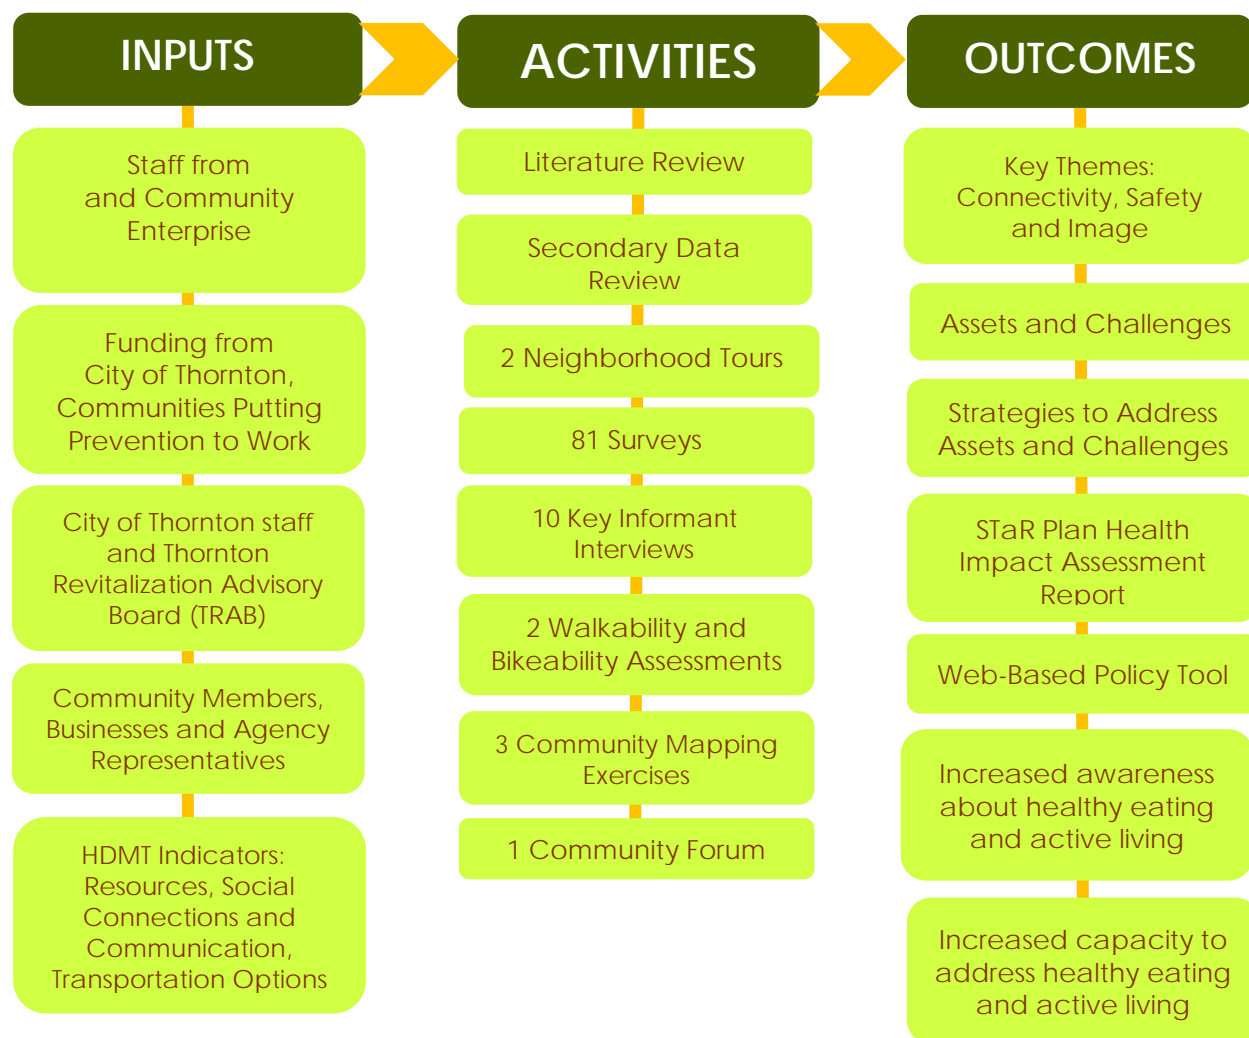 INPUTS
Staff from
and Community
Enterprise
Funding from
City of Thornton,
Communities Putting
Prevention to Work
City of Thornton staff
and Thornton
Revitalization Advisory
Board (TRAB)
Community Members,
Businesses and Agency
Representatives
HDMT Indicators:
Resources, Social
Connections and
Communication,
Transportation Options
ACTIVITIES
Literature Review
Secondary Data
Review
2 Neighborhood Tours
81 Surveys
10 Key Informant
Interviews
2 Walkability and
Bikeability Assessments
3 Community Mapping
Exercises
1 Community Forum
OUTCOMES
Key Themes:
Connectivity, Safety
and Image
Assets and Challenges
Strategies to Address
Assets and Challenges
STaR Plan Health
Impact Assessment
Report
Web-Based Policy Tool
Increased awareness
about healthy eating
and active living
Increased capacity to
address healthy eating
and active living